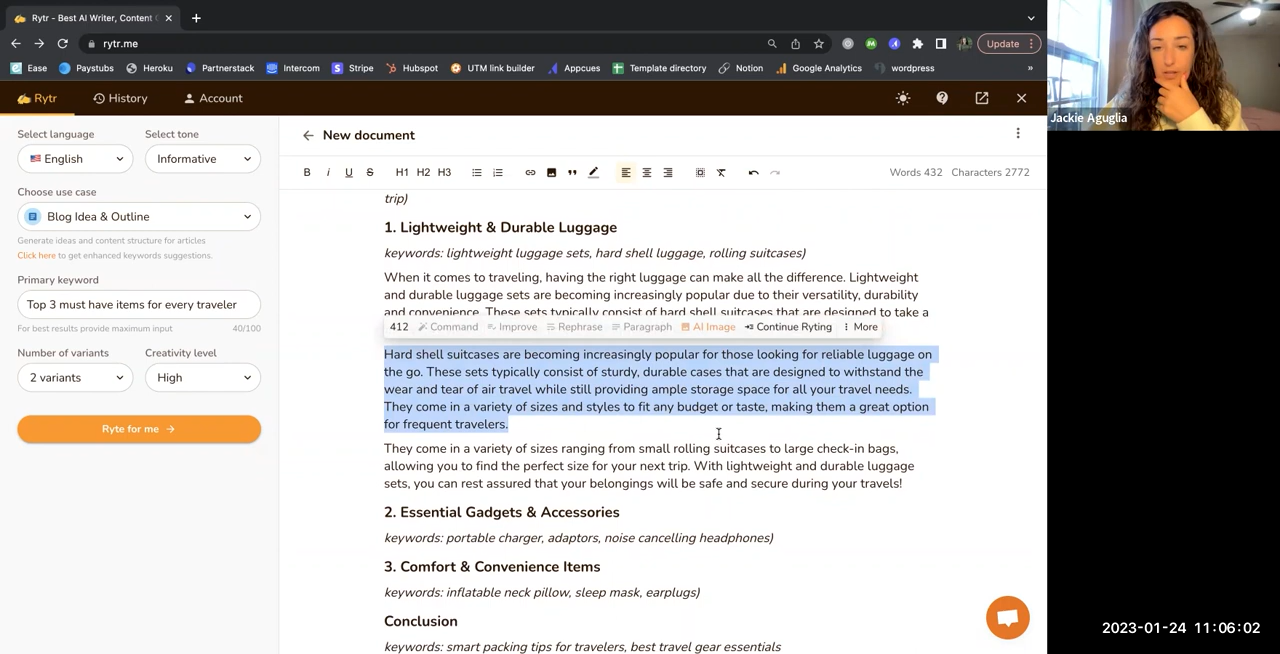 Rytr - Best AI Writer, Content
rytr.me
Update
Ease
Paystubs
Heroku
Partnerstack
Intercom
Stripe
Hubspot
UTM link builder
Appcues
Template directory
Notion
Google Analytics
wordpress
»
Rytr
History
Account
Jackie Aguglia
Select language
Select tone
English
Informative
Choose use case
Blog Idea & Outline
Generate ideas and content structure for articles
Click here to get enhanced keywords suggestions.
Primary keyword
Top 3 must have items for every traveler
For best results provide maximum input
40/100
Number of variants
Creativity level
2 variants
High
Ryte for me
New document
B i U S H1 H2 H3
Words 432 Characters 2772
trip)
1. Lightweight & Durable Luggage
keywords: lightweight luggage sets, hard shell luggage, rolling suitcases)
When it comes to traveling, having the right luggage can make all the difference. Lightweight
and durable luggage sets are becoming increasingly popular due to their versatility, durability
and convenience. These sets typically consist of hard shell suitcases that are designed to take a
412 Command Improve Rephrase Paragraph AI Image Continue Ryting More
Hard shell suitcases are becoming increasingly popular for those looking for reliable luggage on
the go. These sets typically consist of sturdy, durable cases that are designed to withstand the
wear and tear of air travel while still providing ample storage space for all your travel needs.
They come in a variety of sizes and styles to fit any budget or taste, making them a great option
for frequent travelers.
They come in a variety of sizes ranging from small rolling suitcases to large check-in bags,
allowing you to find the perfect size for your next trip. With lightweight and durable luggage
sets, you can rest assured that your belongings will be safe and secure during your travels!
2. Essential Gadgets & Accessories
keywords: portable charger, adaptors, noise cancelling headphones)
3. Comfort & Convenience Items
keywords: inflatable neck pillow, sleep mask, earplugs)
Conclusion
keywords: smart packing tips for travelers, best travel gear essentials
2023-01-24 11:06:02